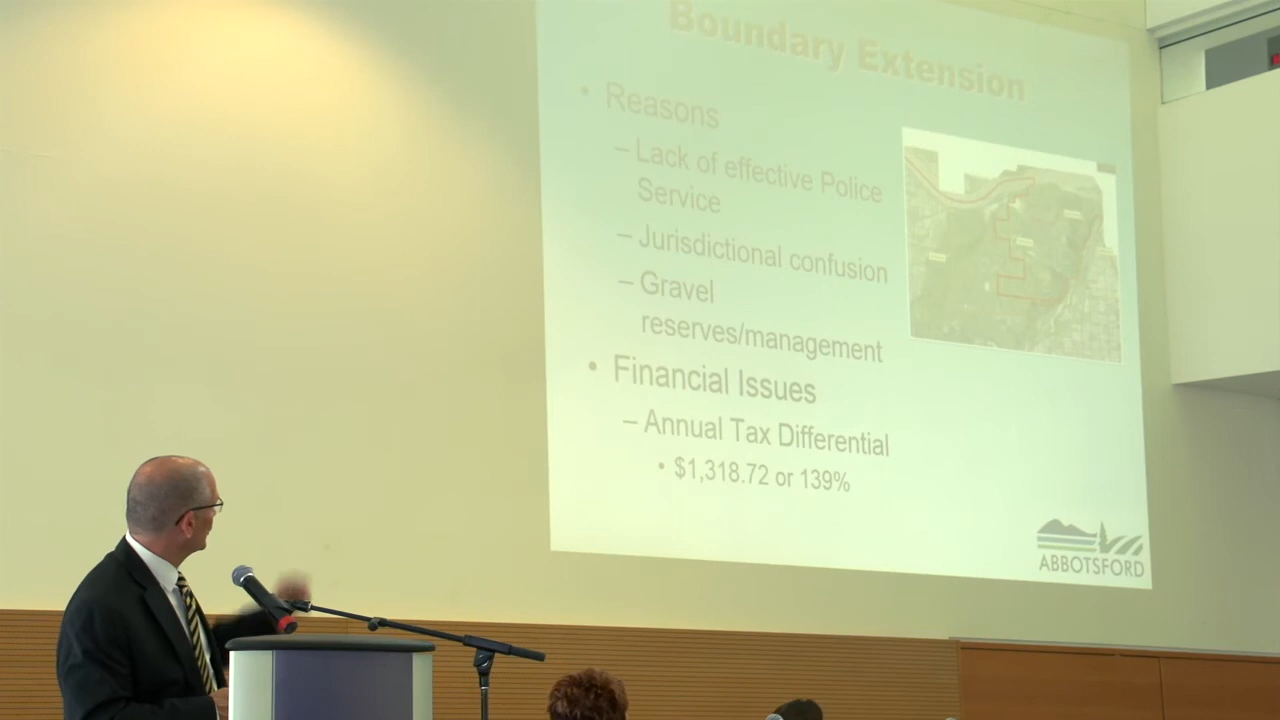 Boundary Extension
• Reasons
– Lack of effective Police
Service
– Jurisdictional confusion
– Gravel
reserves/management
• Financial Issues
– Annual Tax Differential
• $1,318.72 or 139%
ABBOTSFORD